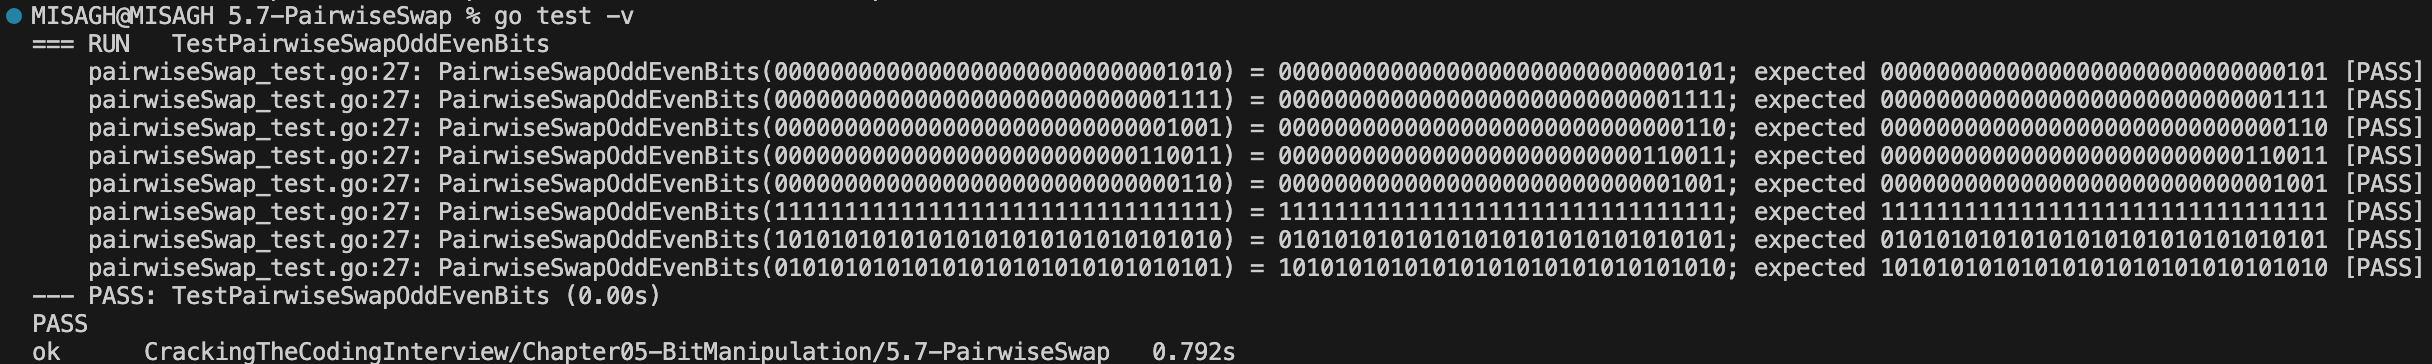 MISAGH@MISAGH 5.7-PairwiseSwap % go test -v
=== RUN   TestPairwiseSwapOddEvenBits
pairwiseSwap_test.go:27: PairwiseSwapOddEvenBits(00000000000000000000000000001010) = 00000000000000000000000000000101; expected 00000000000000000000000000000101 [PASS]
pairwiseSwap_test.go:27: PairwiseSwapOddEvenBits(00000000000000000000000000001111) = 00000000000000000000000000001111; expected 00000000000000000000000000001111 [PASS]
pairwiseSwap_test.go:27: PairwiseSwapOddEvenBits(00000000000000000000000000001001) = 00000000000000000000000000000110; expected 00000000000000000000000000000110 [PASS]
pairwiseSwap_test.go:27: PairwiseSwapOddEvenBits(00000000000000000000000000110011) = 00000000000000000000000000110011; expected 00000000000000000000000000110011 [PASS]
pairwiseSwap_test.go:27: PairwiseSwapOddEvenBits(00000000000000000000000000000110) = 00000000000000000000000000001001; expected 00000000000000000000000000001001 [PASS]
pairwiseSwap_test.go:27: PairwiseSwapOddEvenBits(11111111111111111111111111111111) = 11111111111111111111111111111111; expected 11111111111111111111111111111111 [PASS]
pairwiseSwap_test.go:27: PairwiseSwapOddEvenBits(10101010101010101010101010101010) = 01010101010101010101010101010101; expected 01010101010101010101010101010101 [PASS]
pairwiseSwap_test.go:27: PairwiseSwapOddEvenBits(01010101010101010101010101010101) = 10101010101010101010101010101010; expected 10101010101010101010101010101010 [PASS]
--- PASS: TestPairwiseSwapOddEvenBits (0.00s)
PASS
ok      CrackingTheCodingInterview/Chapter05-BitManipulation/5.7-PairwiseSwap   0.792s